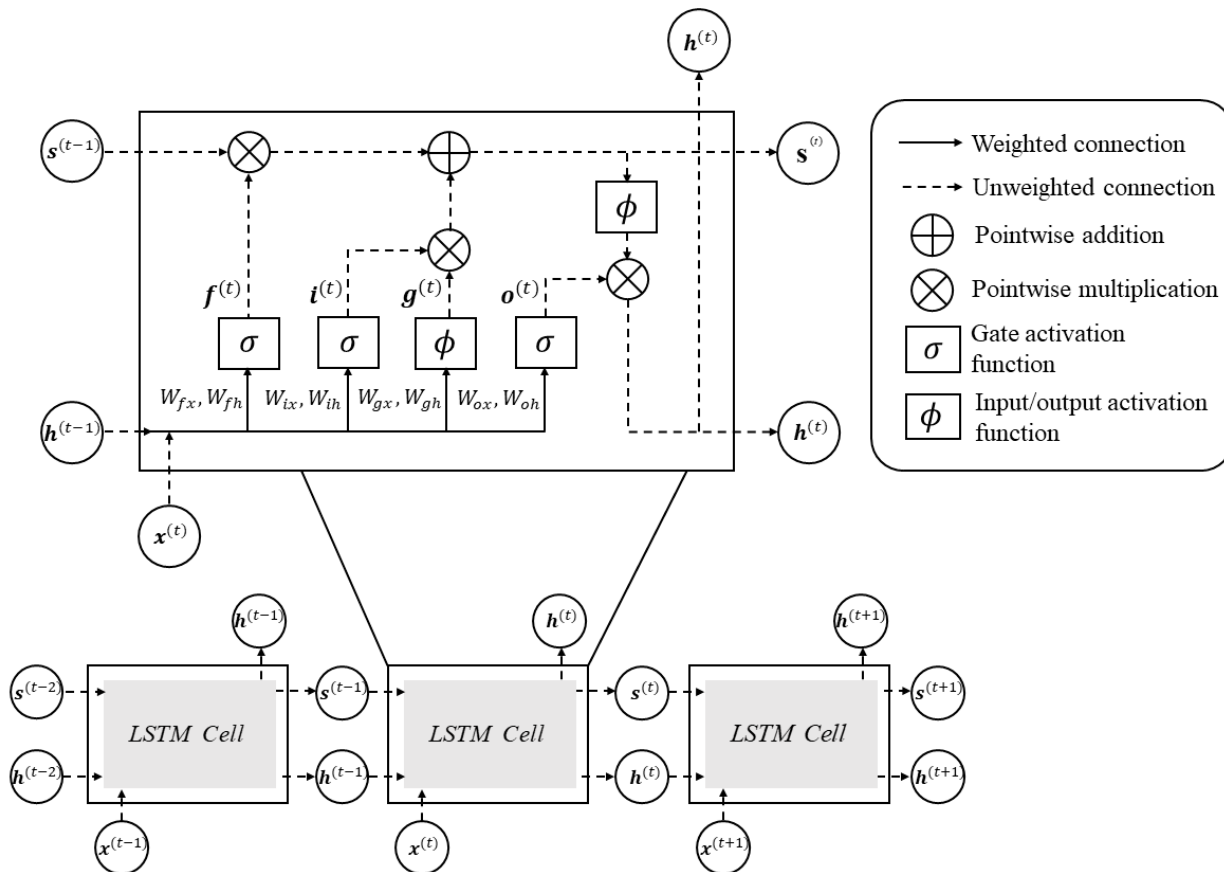 h^(t)
s^(t−1)
s^(t)
ϕ
f^(t)
i^(t)
g^(t)
o^(t)
σ
σ
ϕ
σ
W_fx, W_fh
W_ix, W_ih
W_gx, W_gh
W_ox, W_oh
h^(t−1)
h^(t)
x^(t)
Weighted connection
Unweighted connection
Pointwise addition
Pointwise multiplication
σ
Gate activation
function
ϕ
Input/output activation
function
h^(t−1)
h^(t)
h^(t+1)
s^(t−2)
s^(t−1)
s^(t)
s^(t+1)
LSTM Cell
LSTM Cell
LSTM Cell
h^(t−2)
h^(t−1)
h^(t)
h^(t+1)
x^(t−1)
x^(t)
x^(t+1)